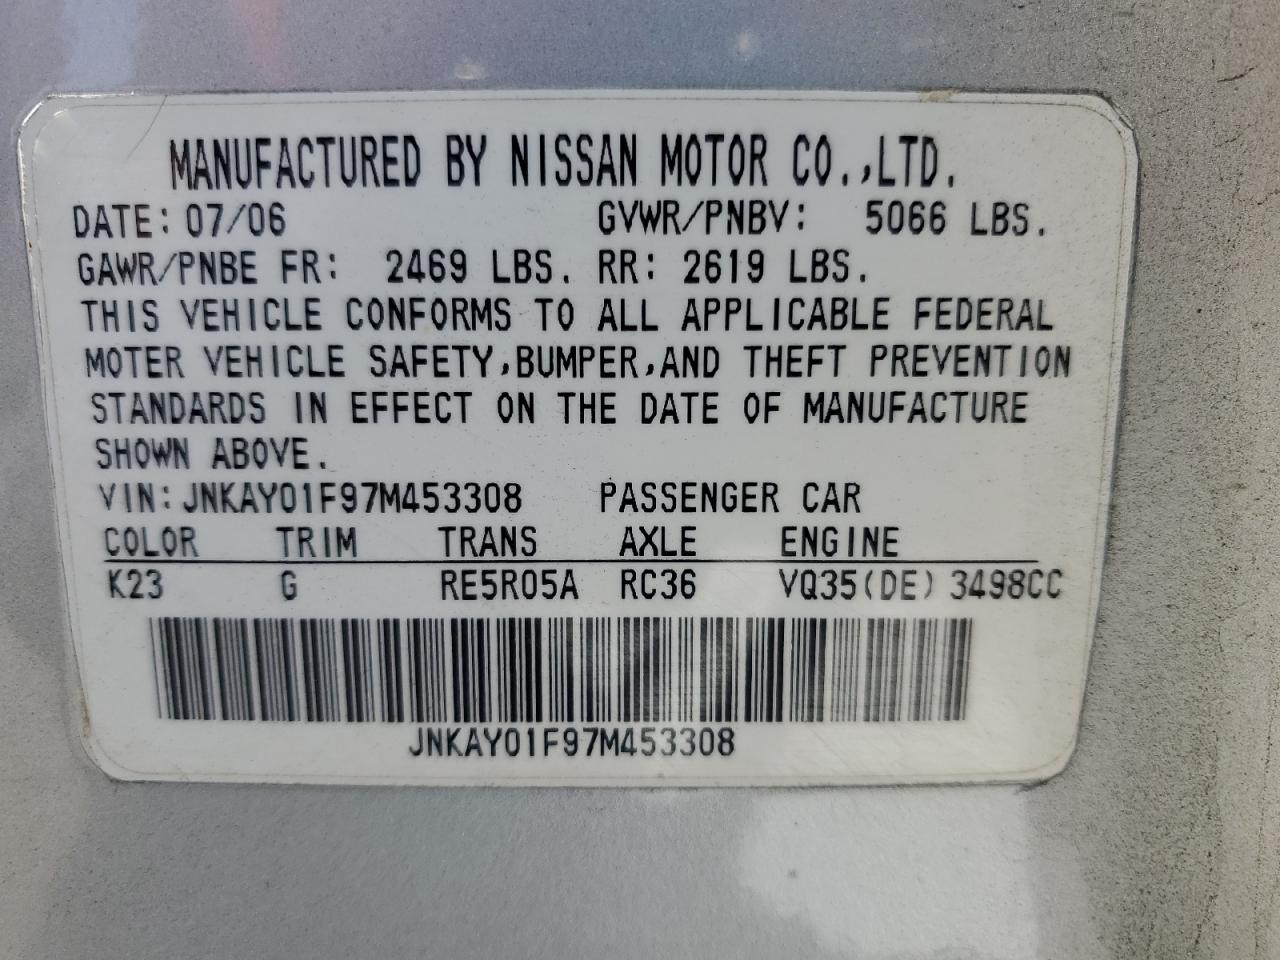 MANUFACTURED BY NISSAN MOTOR CO.,LTD.
DATE: 07/06 GVWR/PNBV: 5066 LBS.
GAWR/PNBE FR: 2469 LBS. RR: 2619 LBS.
THIS VEHICLE CONFORMS TO ALL APPLICABLE FEDERAL
MOTER VEHICLE SAFETY,BUMPER,AND THEFT PREVENTION
STANDARDS IN EFFECT ON THE DATE OF MANUFACTURE
SHOWN ABOVE.
VIN: JNKAY01F97M453308 PASSENGER CAR
COLOR TRIM TRANS AXLE ENGINE
K23 G RE5R05A RC36 VQ35(DE) 3498CC
JNKAY01F97M453308